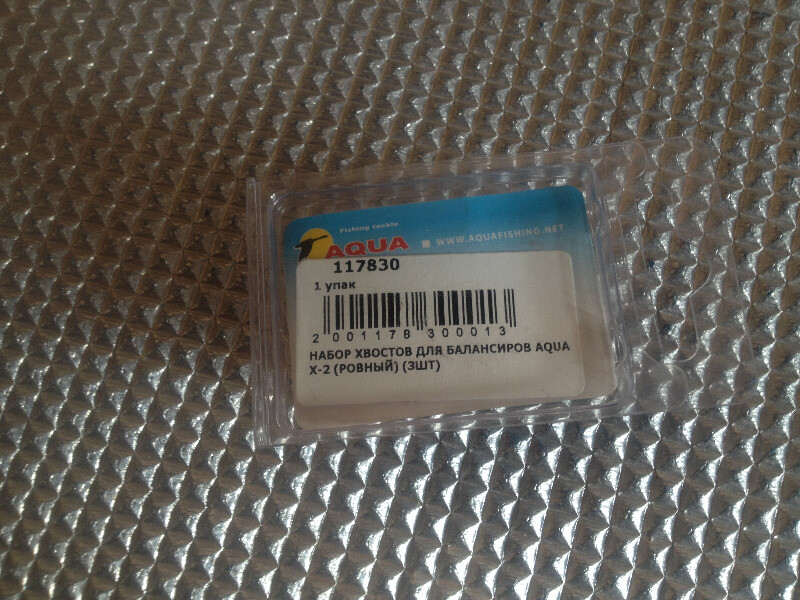 Fishing tackle
AQUA WWW.AQUAFISHING.NET
117830
1 упак
2 001178 300013
НАБОР ХВОСТОВ ДЛЯ БАЛАНСИРОВ AQUA
X-2 (РОВНЫЙ) (3ШТ)